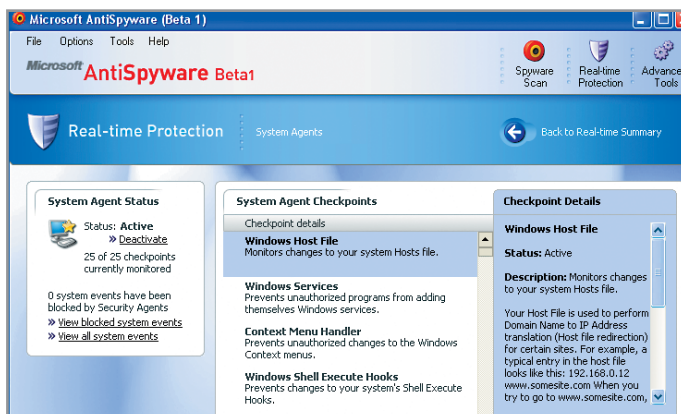 Microsoft AntiSpyware (Beta 1)
File Options Tools Help
Microsoft AntiSpyware Beta1
Spyware Scan
Real-time Protection
Advance
Tools
Real-time Protection
System Agents
Back to Real-time Summary
System Agent Status
Status: Active
» Deactivate
25 of 25 checkpoints
currently monitored
0 system events have been
blocked by Security Agents
» View blocked system events
» View all system events
System Agent Checkpoints
Checkpoint details
Windows Host File
Monitors changes to your system Hosts file.
Windows Services
Prevents unauthorized programs from adding
themselves Windows services.
Context Menu Handler
Prevents unauthorized changes to the Windows
Context menus.
Windows Shell Execute Hooks
Prevents changes to your system's Shell Execute
Hooks.
Checkpoint Details
Windows Host File
Status: Active
Description: Monitors changes
to your system Hosts file.
Your Host File is used to perform
Domain Name to IP Address
translation (Host file redirection)
for certain sites. For example, a
typical entry in the host file
looks like this: 192.168.0.12
www.somesite.com When you
try to go to www.somesite.com,